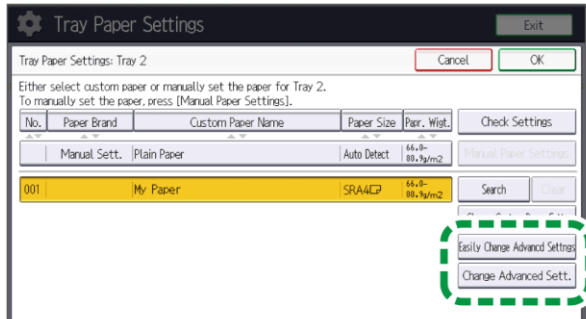 Tray Paper Settings
Exit
Tray Paper Settings: Tray 2
Cancel
OK
Either select custom paper or manually set the paper for Tray 2.
To manually set the paper, press [Manual Paper Settings].
No.
Paper Brand
Custom Paper Name
Paper Size
Papr. Wigt.
Check Settings
Manual Sett.
Plain Paper
Auto Detect
66.0-
80.9g/m2
Manual Paper Settings
001
My Paper
SRA4
66.0-
80.9g/m2
Search
Clear
Easily Change Advancd Settngs
Change Advanced Sett.